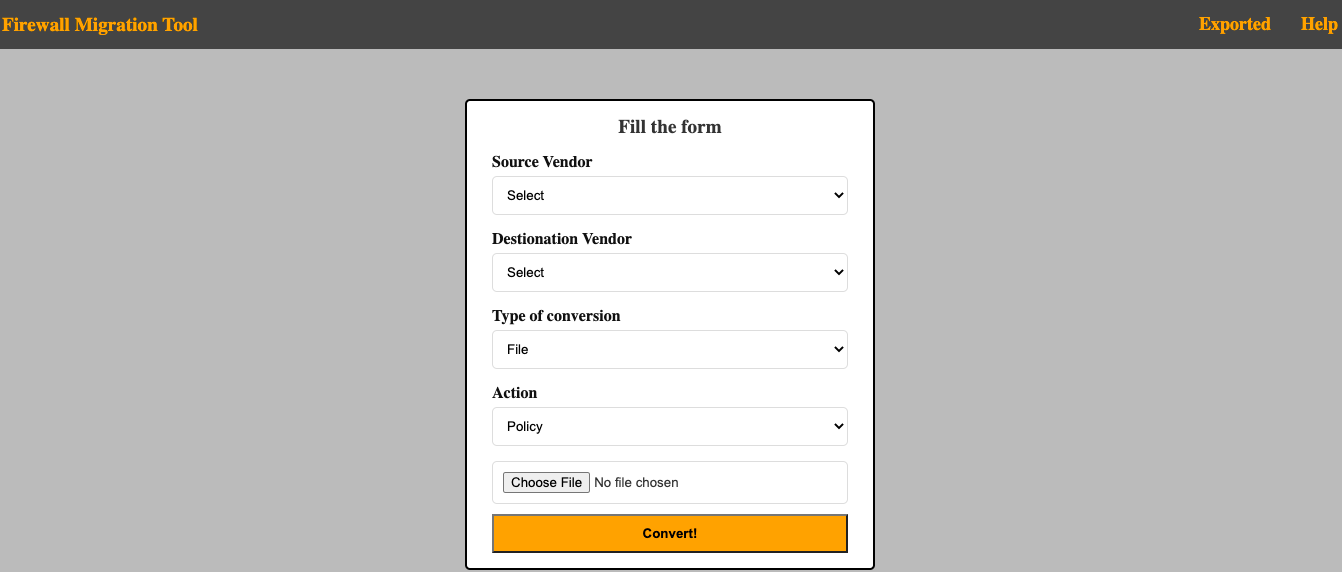 Firewall Migration Tool
Exported
Help
Fill the form
Source Vendor
Select
Destionation Vendor
Select
Type of conversion
File
Action
Policy
Choose File No file chosen
Convert!